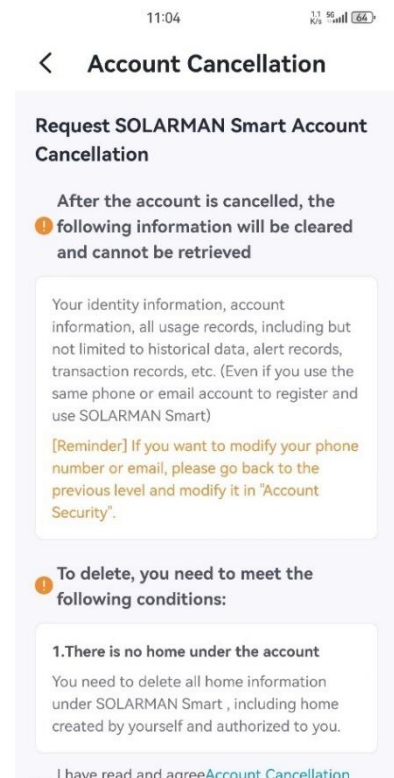 11:04
1.1 K/s 5G 64
Account Cancellation
Request SOLARMAN Smart Account
Cancellation
After the account is cancelled, the
following information will be cleared
and cannot be retrieved
Your identity information, account
information, all usage records, including but
not limited to historical data, alert records,
transaction records, etc. (Even if you use the
same phone or email account to register and
use SOLARMAN Smart)
[Reminder] If you want to modify your phone
number or email, please go back to the
previous level and modify it in "Account
Security".
To delete, you need to meet the
following conditions:
1.There is no home under the account
You need to delete all home information
under SOLARMAN Smart , including home
created by yourself and authorized to you.
I have read and agreeAccount Cancellation